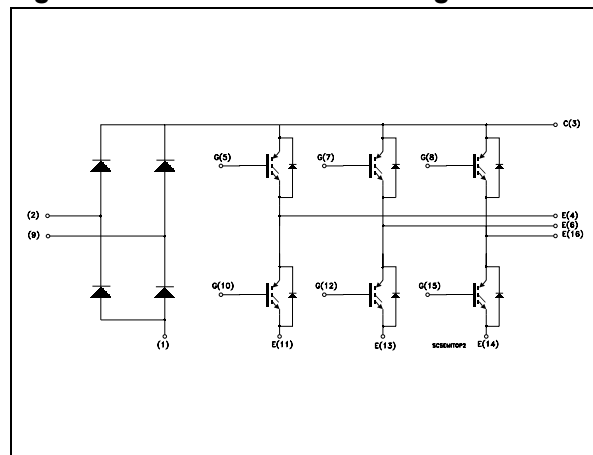 C(3)
G(5)
G(7)
G(8)
(2)
E(4)
E(6)
(9)
E(16)
G(10)
G(12)
G(15)
(1)
E(11)
E(13)
SCSEMITOP2
E(14)